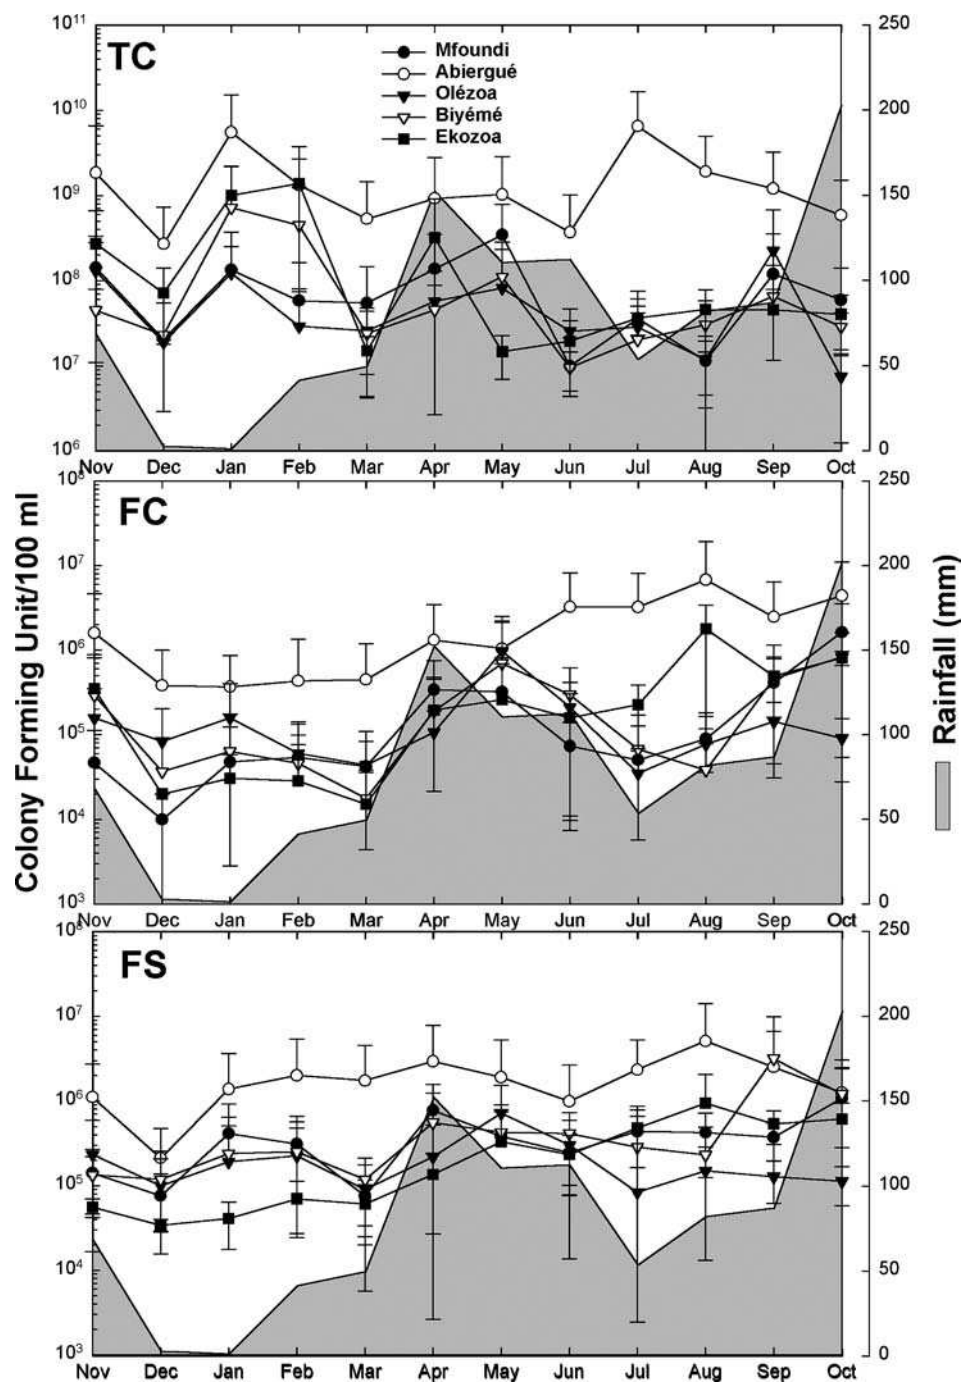 10¹¹
10¹⁰
10⁹
10⁸
10⁷
10⁶
TC
Mfoundi
Abiergué
Olézoa
Biyémé
Ekozoa
250
200
150
100
50
0
Nov Dec Jan Feb Mar Apr May Jun Jul Aug Sep Oct
10⁸
10⁷
10⁶
10⁵
10⁴
10³
FC
250
200
150
100
50
0
Nov Dec Jan Feb Mar Apr May Jun Jul Aug Sep Oct
10⁸
10⁷
10⁶
10⁵
10⁴
10³
FS
250
200
150
100
50
0
Nov Dec Jan Feb Mar Apr May Jun Jul Aug Sep Oct
Colony Forming Unit/100 ml
Rainfall (mm)